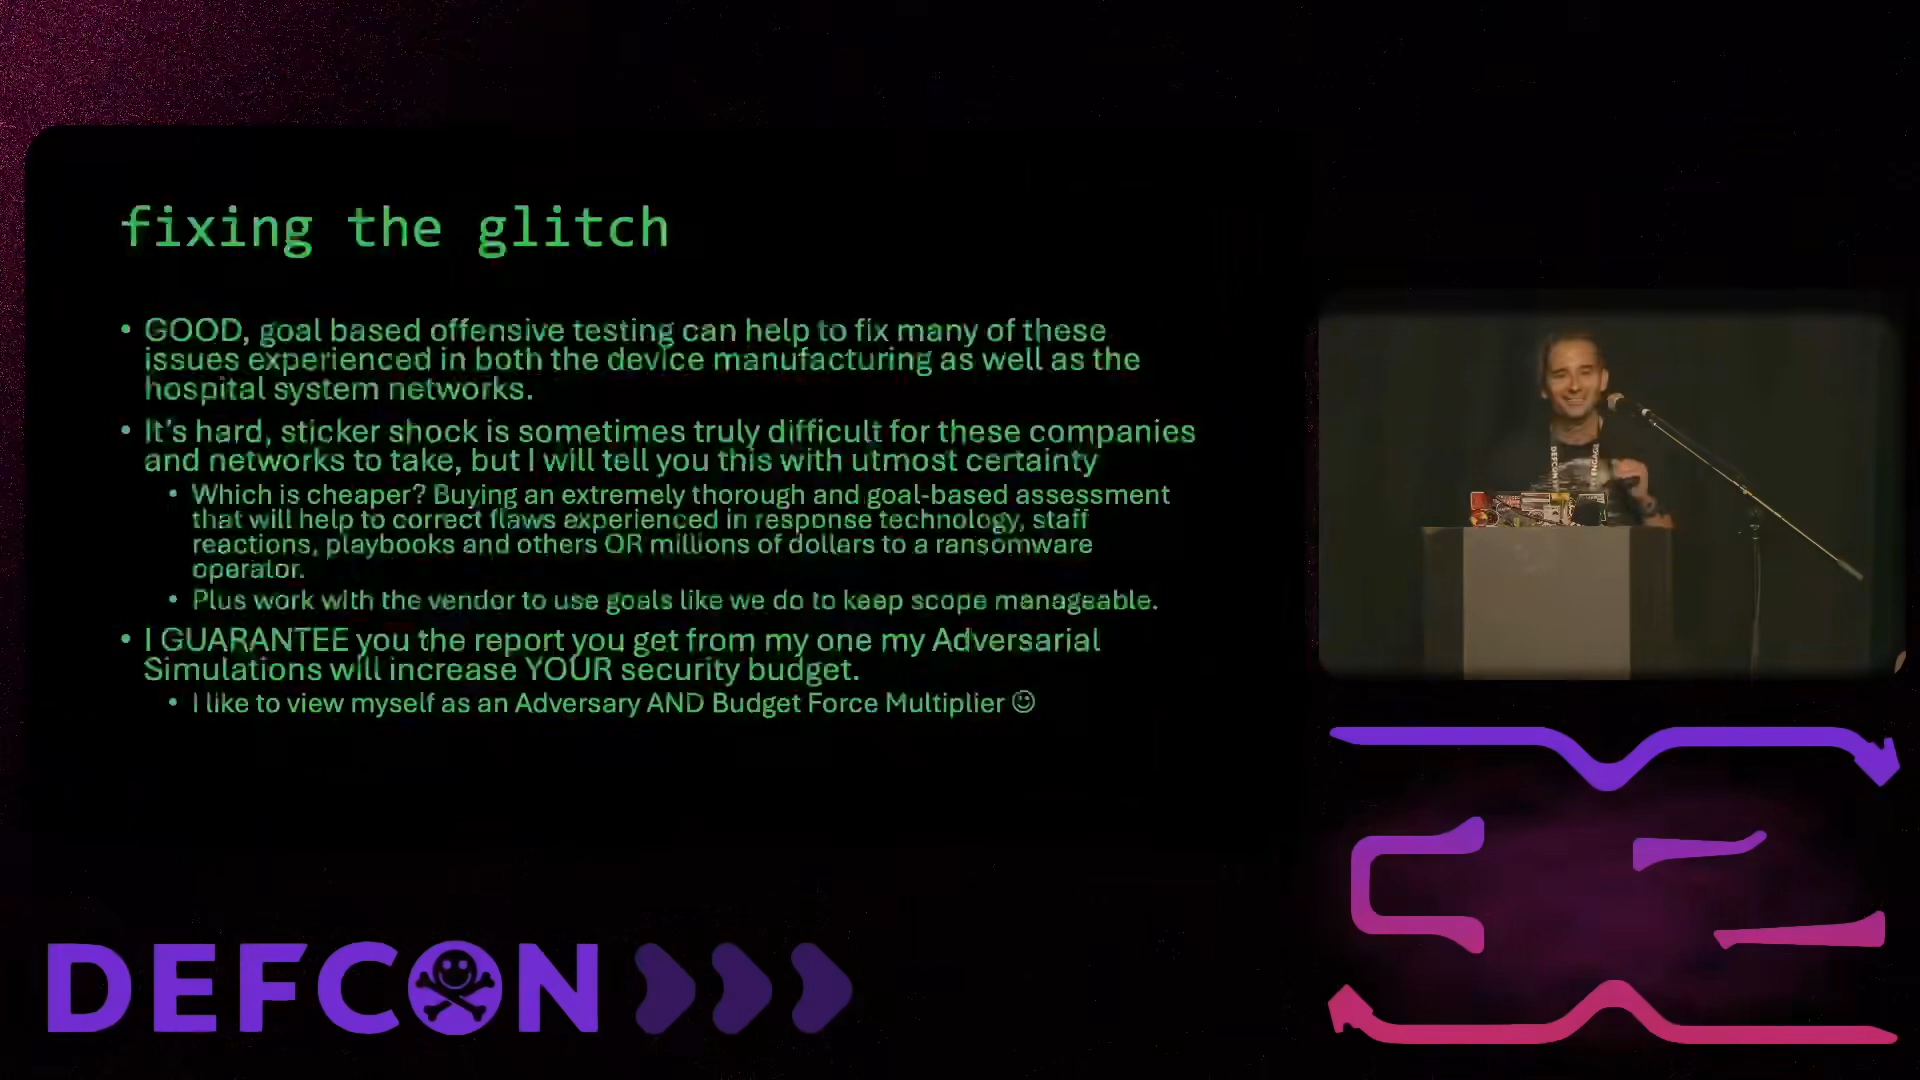 fixing the glitch
• GOOD, goal based offensive testing can help to fix many of these
issues experienced in both the device manufacturing as well as the
hospital system networks.
• It's hard, sticker shock is sometimes truly difficult for these companies
and networks to take, but I will tell you this with utmost certainty
• Which is cheaper? Buying an extremely thorough and goal-based assessment
that will help to correct flaws experienced in response technology, staff
reactions, playbooks and others OR millions of dollars to a ransomware
operator.
• Plus work with the vendor to use goals like we do to keep scope manageable.
• I GUARANTEE you the report you get from my one my Adversarial
Simulations will increase YOUR security budget.
• I like to view myself as an Adversary AND Budget Force Multiplier ☺
DEFCON
ENGAGE
DEFCON